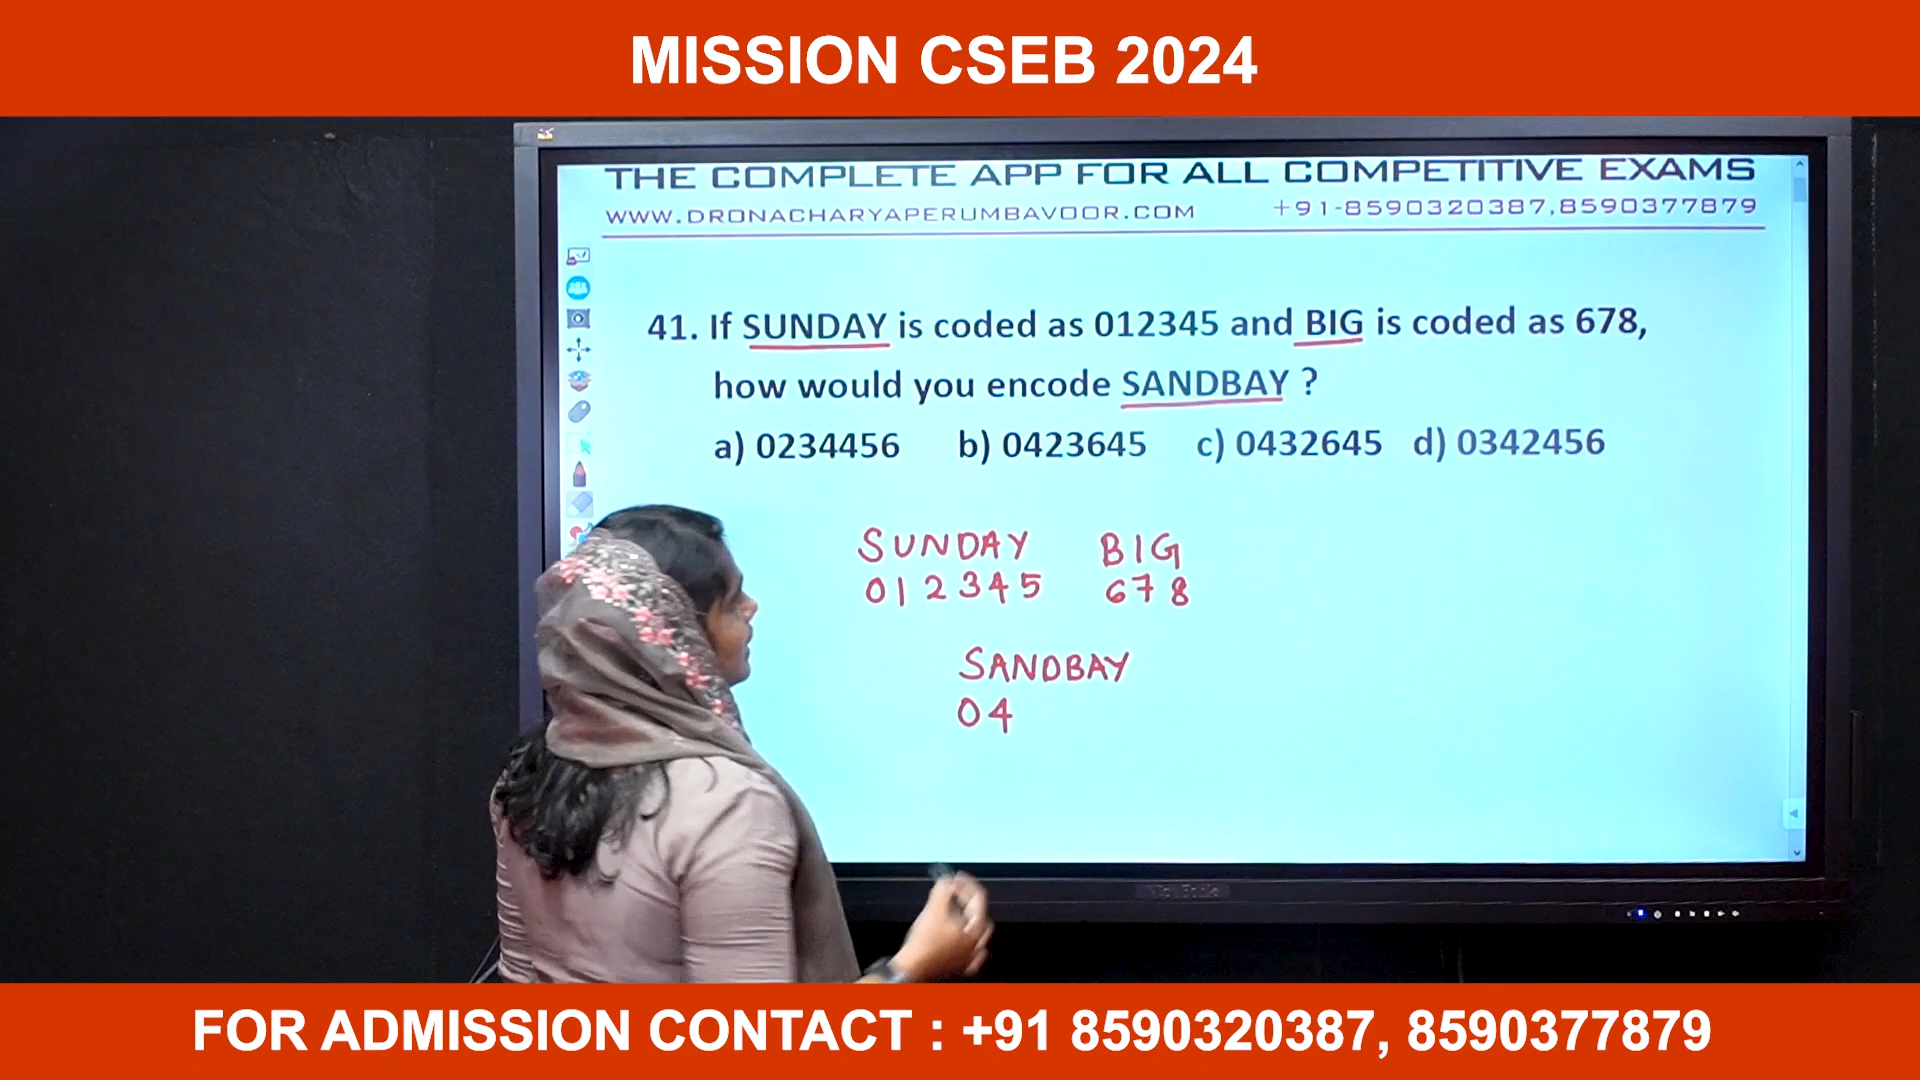 MISSION CSEB 2024
THE COMPLETE APP FOR ALL COMPETITIVE EXAMS
WWW.DRONACHARYAPERUMBAVOOR.COM +91-8590320387,8590377879
41. If SUNDAY is coded as 012345 and BIG is coded as 678,
how would you encode SANDBAY ?
a) 0234456 b) 0423645 c) 0432645 d) 0342456
SUNDAY BIG
012345 678
SANDBAY
04
FOR ADMISSION CONTACT : +91 8590320387, 8590377879